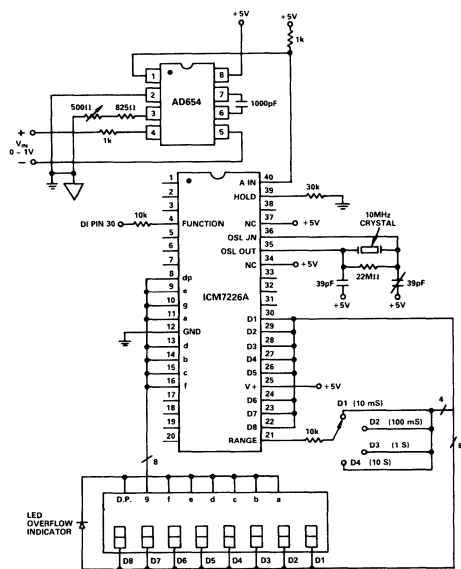 +5V
+5V
1k
1
8
2
7
AD654
1000pF
3
6
4
5
500Ω
825Ω
+
VIN
0 – 1V
–
1k
1
2
3
4
5
6
7
8
9
10
11
12
13
14
15
16
17
18
19
20
40
39
38
37
36
35
34
33
32
31
30
29
28
27
26
25
24
23
22
21
DI PIN 30
10k
FUNCTION
dp
e
g
a
GND
d
b
c
f
ICM7226A
A IN
HOLD
NC
OSL JN
OSL OUT
NC
D1
D2
D3
D4
D5
V+
D6
D7
D8
RANGE
30k
+5V
10MHz
CRYSTAL
+5V
22MΩ
39pF
39pF
+5V
+5V
+5V
10k
D1 (10 mS)
D2 (100 mS)
D3 (1 S)
D4 (10 S)
4
8
8
LED
OVERFLOW
INDICATOR
D.P. 9 f e d c b a
D8 D7 D6 D5 D4 D3 D2 D1